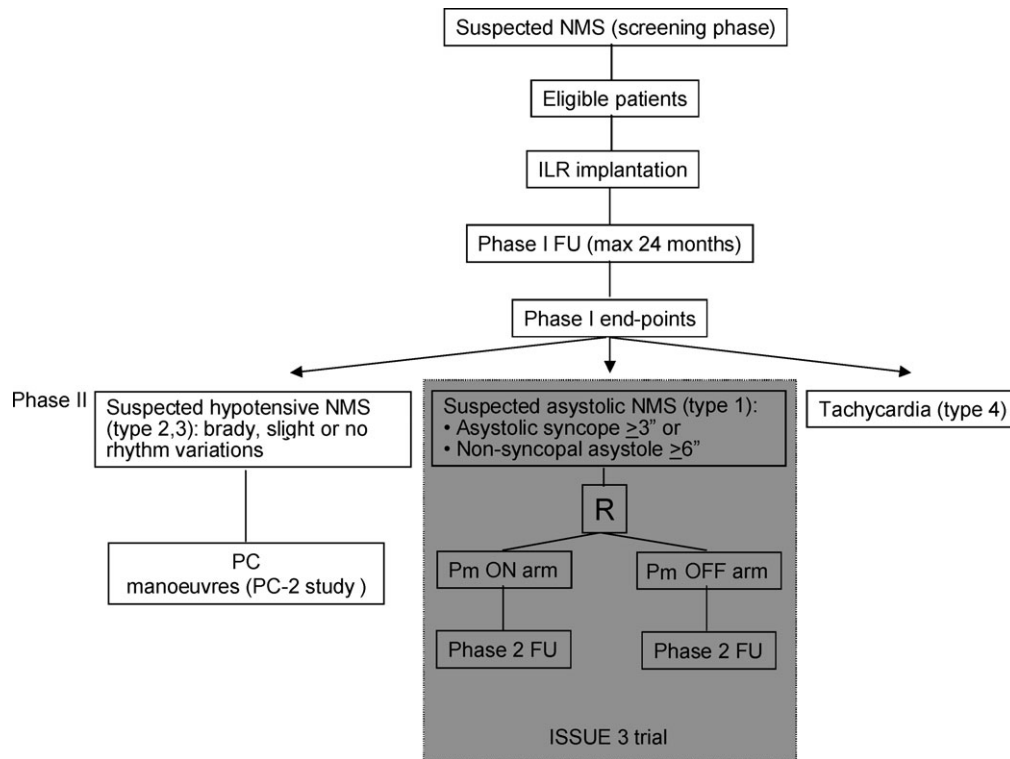 Suspected NMS (screening phase)
Eligible patients
ILR implantation
Phase I FU (max 24 months)
Phase I end-points
Phase II
Suspected hypotensive NMS
(type 2,3): brady, slight or no
rhythm variations
Suspected asystolic NMS (type 1):
• Asystolic syncope ≥3” or
• Non-syncopal asystole ≥6”
Tachycardia (type 4)
R
PC
manoeuvres (PC-2 study )
Pm ON arm
Pm OFF arm
Phase 2 FU
Phase 2 FU
ISSUE 3 trial